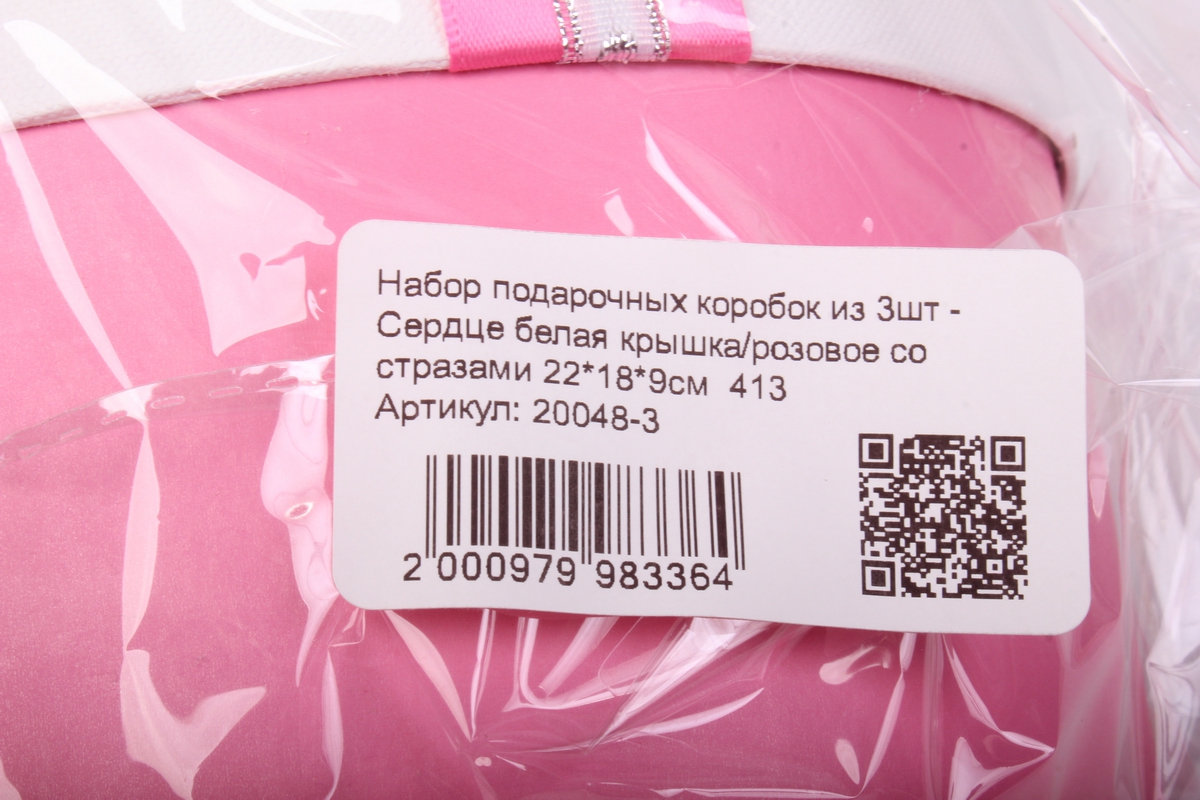 Набор подарочных коробок из 3шт -
Сердце белая крышка/розовое со
стразами 22*18*9см 413
Артикул: 20048-3
2 000979 983364